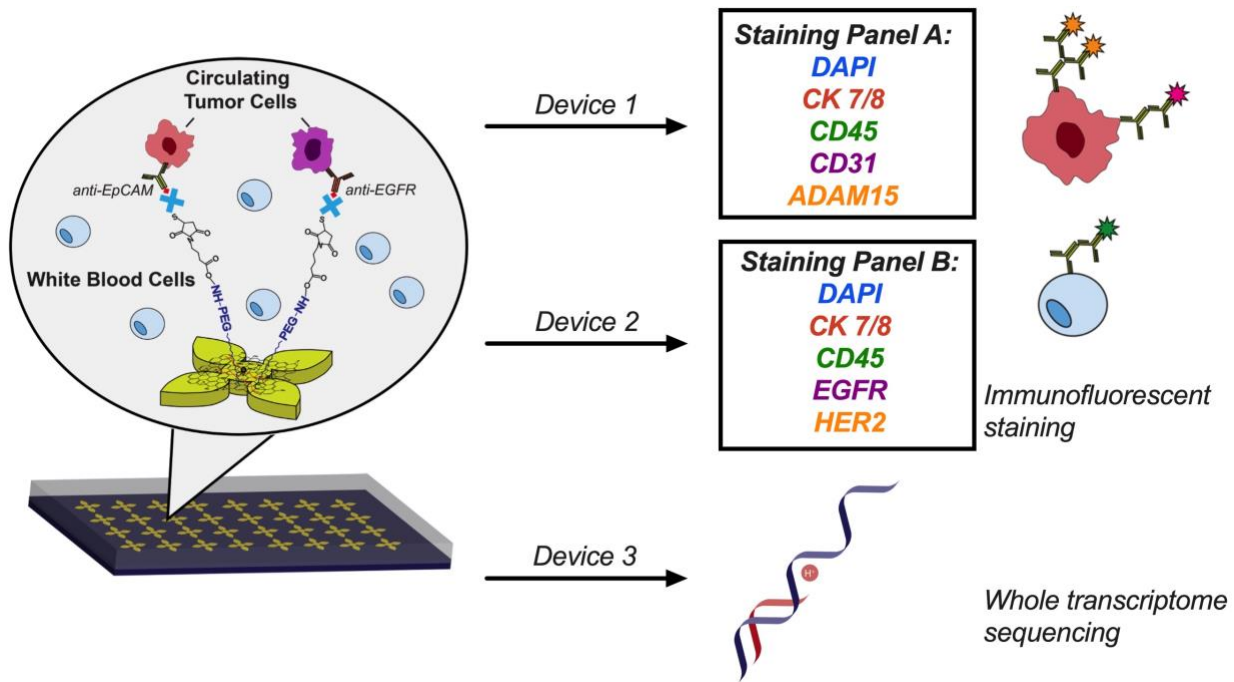 Circulating
Tumor Cells
anti-EpCAM
anti-EGFR
S
S
O
N
O
O
N
O
O
O
O
O
White Blood Cells
NH-PEG
PEG-NH
Device 1
Staining Panel A:
DAPI
CK 7/8
CD45
CD31
ADAM15
Device 2
Staining Panel B:
DAPI
CK 7/8
CD45
EGFR
HER2
Immunofluorescent
staining
Device 3
H+
Whole transcriptome
sequencing